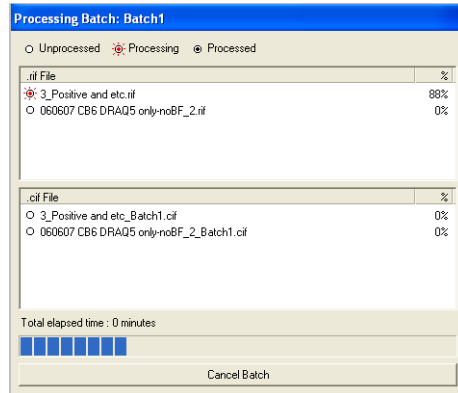 Processing Batch: Batch1
Unprocessed Processing Processed
.rif File %
3_Positive and etc.rif 88%
060607 CB6 DRAQ5 only-noBF_2.rif 0%
.cif File %
3_Positive and etc_Batch1.cif 0%
060607 CB6 DRAQ5 only-noBF_2_Batch1.cif 0%
Total elapsed time : 0 minutes
Cancel Batch